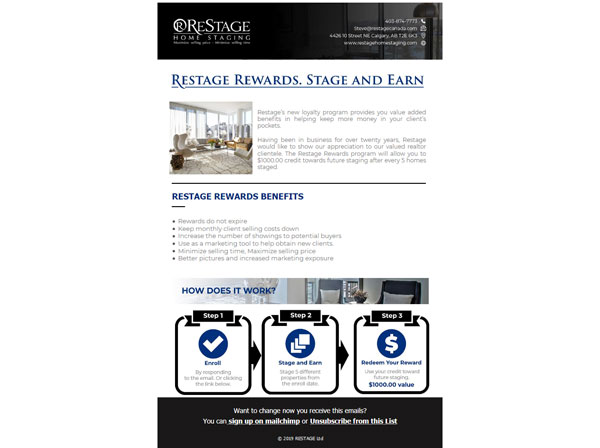 RESTAGE
HOME STAGING
Maximize selling price · Minimize selling time
403-874-7773
Steve@restagecanada.com
4426 10 Street NE Calgary, AB T2E 6K3
www.restagehomestaging.com
RESTAGE REWARDS. STAGE AND EARN
Restage's new loyalty program provides you value added
benefits in helping keep more money in your client's
pockets.
Having been in business for over twenty years, Restage
would like to show our appreciation to our valued realtor
clientele. The Restage Rewards program will allow you to
$1000.00 credit towards future staging after every 5 homes
staged.
RESTAGE REWARDS BENEFITS
Rewards do not expire
Keep monthly client selling costs down
Increase the number of showings to potential buyers
Use as a marketing tool to help obtain new clients.
Minimize selling time, Maximize selling price
Better pictures and increased marketing exposure
HOW DOES IT WORK?
Step 1
Enroll
By responding
to the email. Or clicking
the link below.
Step 2
Stage and Earn
Stage 5 different
properties from
the enroll date.
Step 3
Redeem Your Reward
Use your credit toward
future staging.
$1000.00 value
Want to change now you receive this emails?
You can sign up on mailchimp or Unsubscribe from this List
© 2019 RESTAGE Ltd